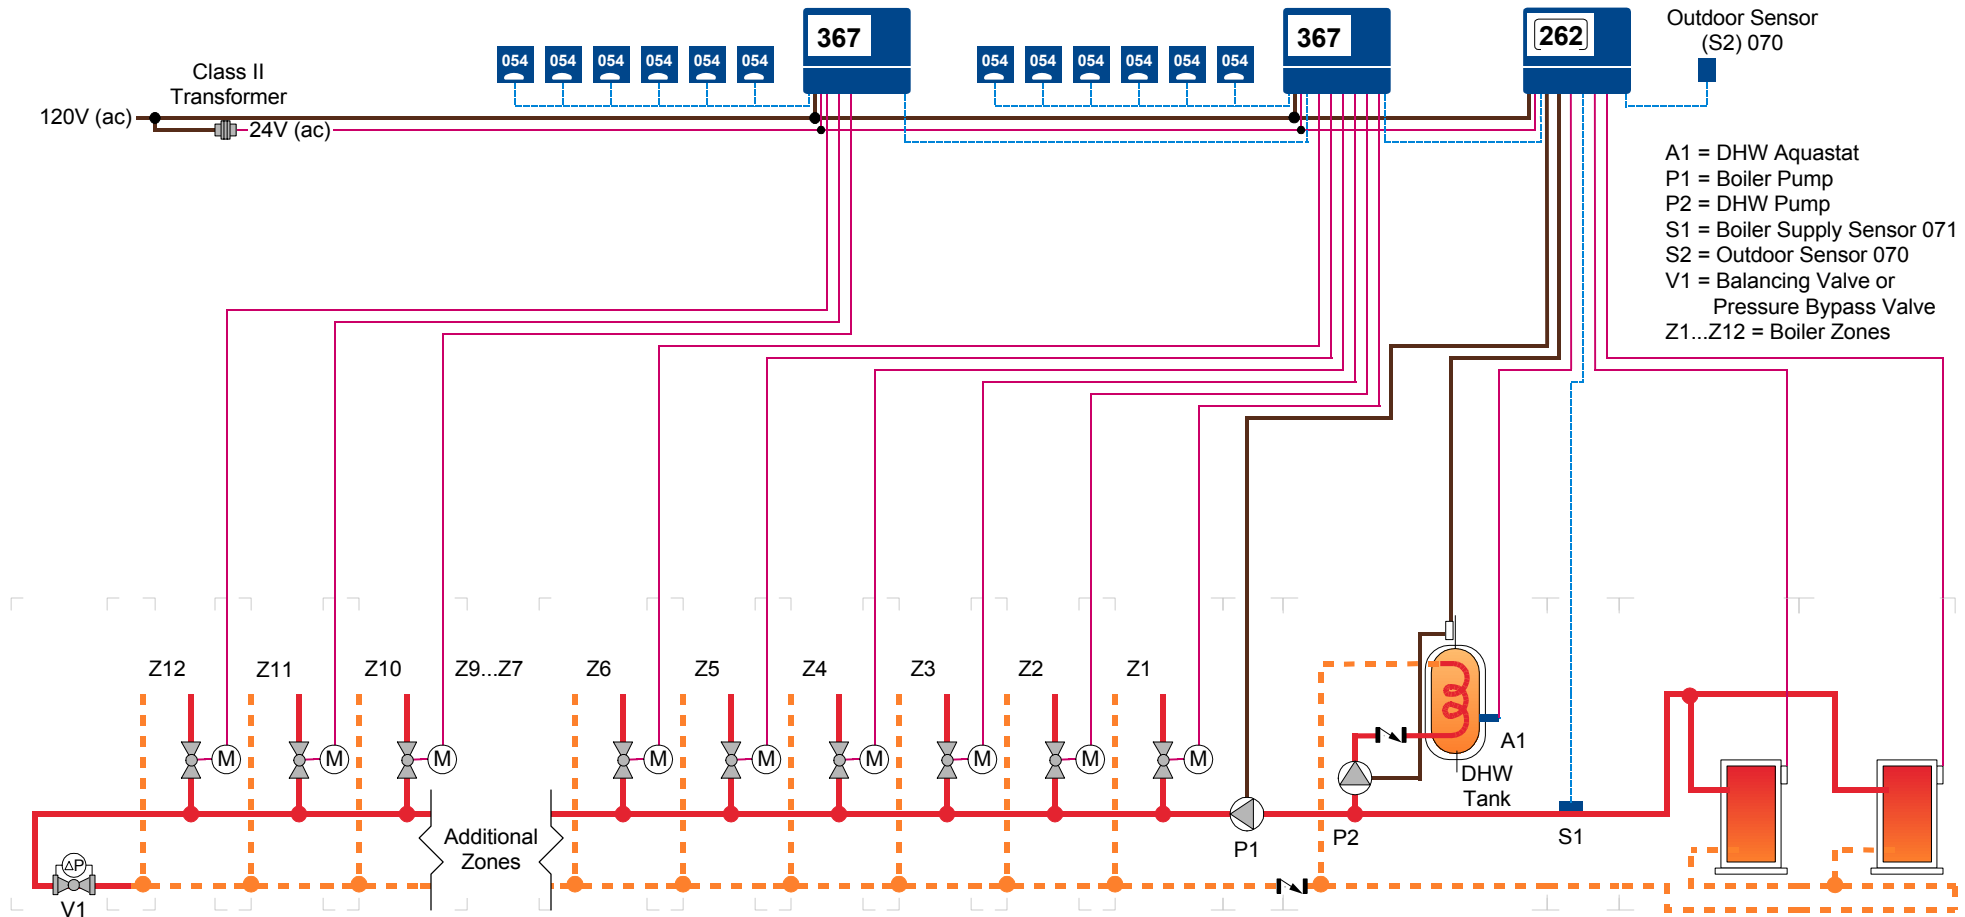 367
367
262
Outdoor Sensor
(S2) 070
054 054 054 054 054 054
054 054 054 054 054 054
Class II
Transformer
120V (ac)
24V (ac)
A1 = DHW Aquastat
P1 = Boiler Pump
P2 = DHW Pump
S1 = Boiler Supply Sensor 071
S2 = Outdoor Sensor 070
V1 = Balancing Valve or
Pressure Bypass Valve
Z1...Z12 = Boiler Zones
Z12 Z11 Z10 Z9...Z7 Z6 Z5 Z4 Z3 Z2 Z1
M M M M M M M M M
A1
DHW
Tank
Additional
Zones
P1
P2
S1
ΔP
V1